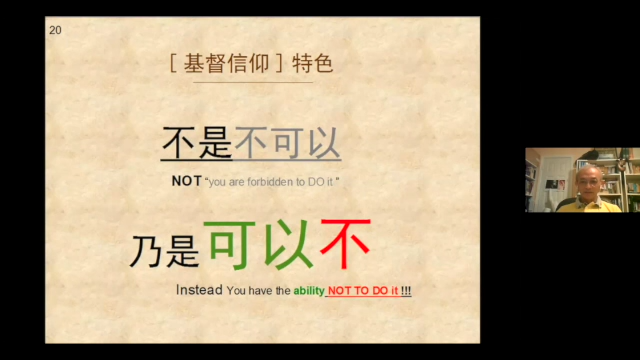 20
［基督信仰］特色
不是不可以
NOT “you are forbidden to DO it ”
乃是可以不
Instead You have the ability NOT TO DO it !!!